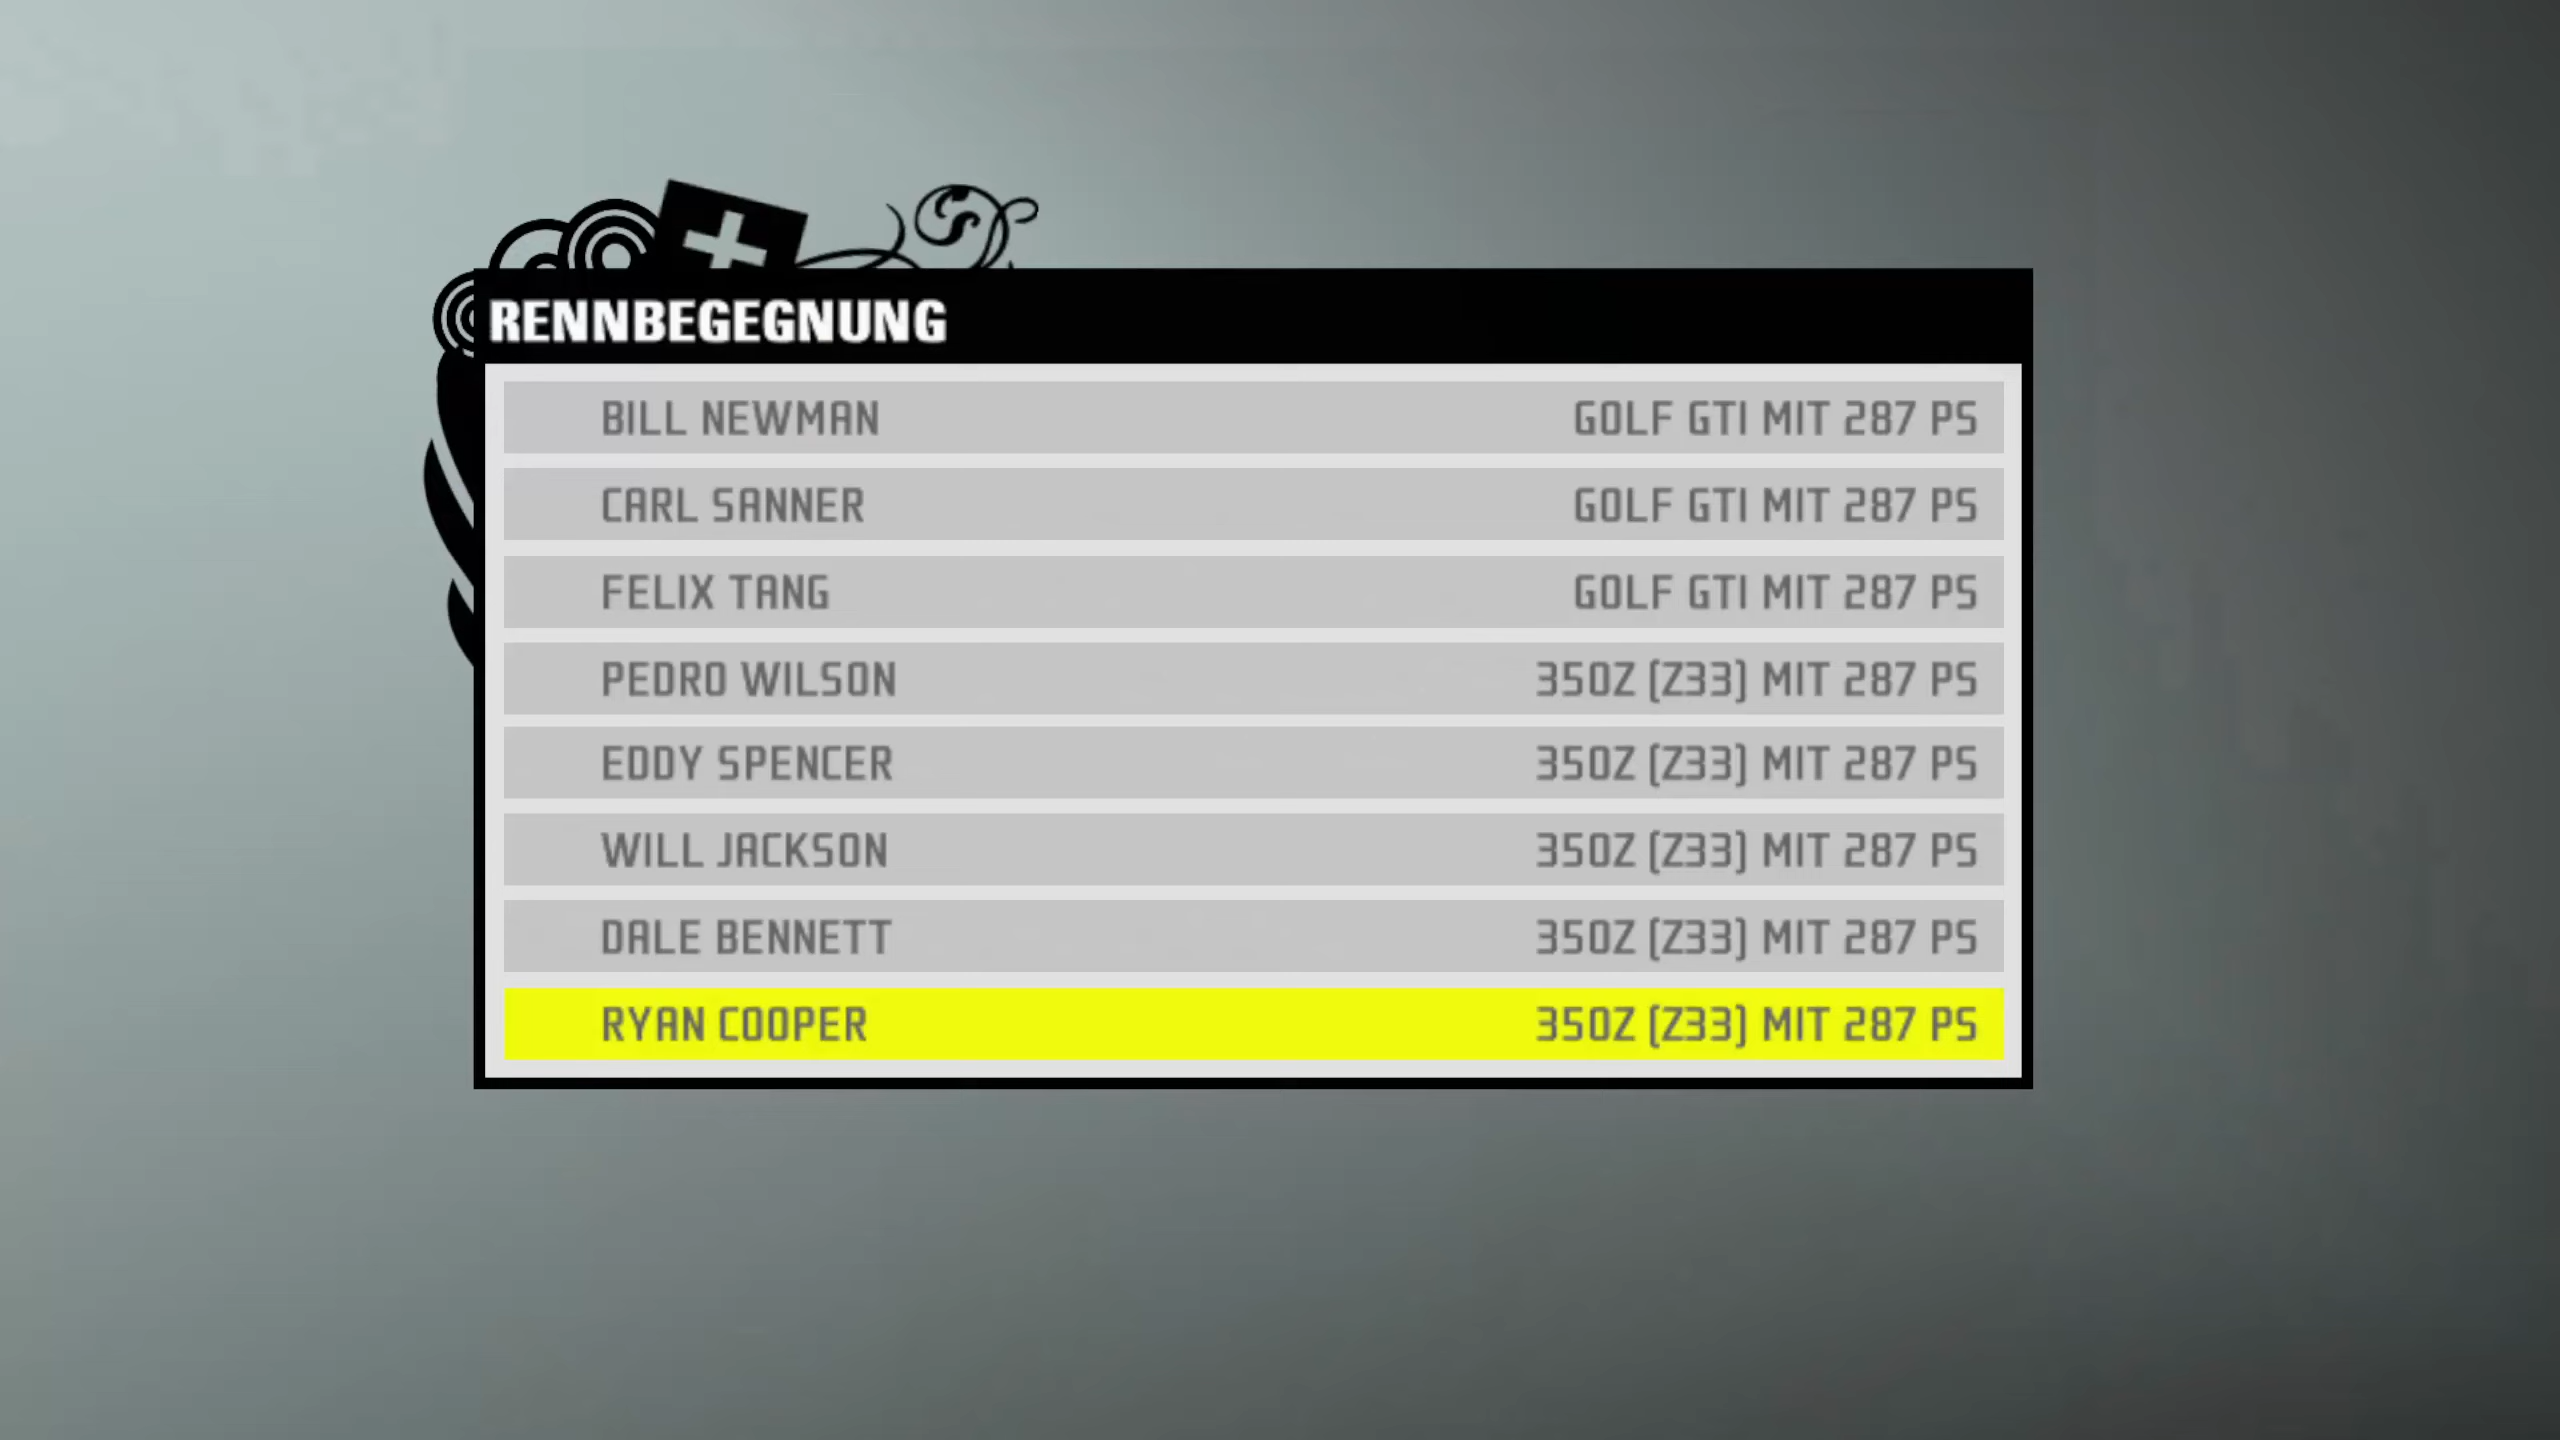 RENNBEGEGNUNG
BILL NEWMAN GOLF GTI MIT 287 PS
CARL SANNER GOLF GTI MIT 287 PS
FELIX TANG GOLF GTI MIT 287 PS
PEDRO WILSON 350Z (Z33) MIT 287 PS
EDDY SPENCER 350Z (Z33) MIT 287 PS
WILL JACKSON 350Z (Z33) MIT 287 PS
DALE BENNETT 350Z (Z33) MIT 287 PS
RYAN COOPER 350Z (Z33) MIT 287 PS